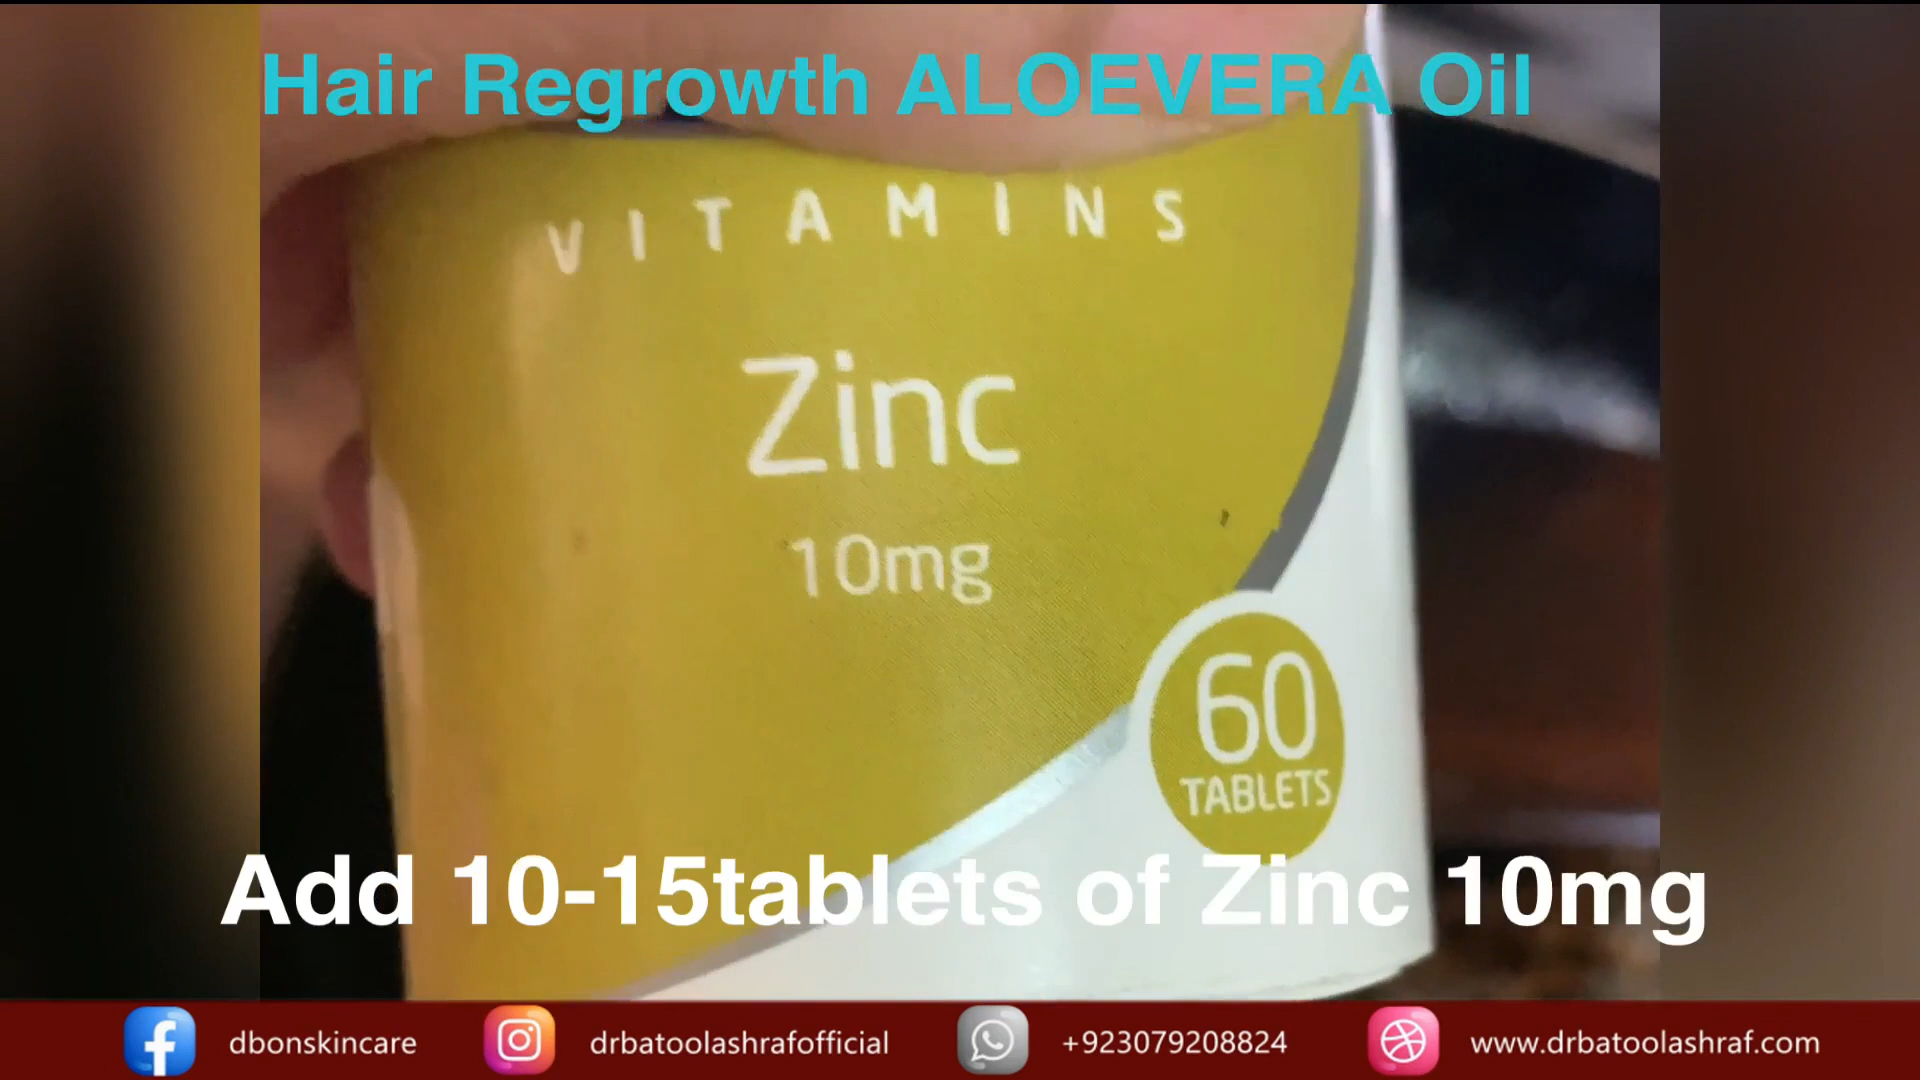 Hair Regrowth ALOEVERA Oil
VITAMINS
Zinc
10mg
60
TABLETS
Add 10-15tablets of Zinc 10mg
dbonskincare
drbatoolashrafofficial
+923079208824
www.drbatoolashraf.com